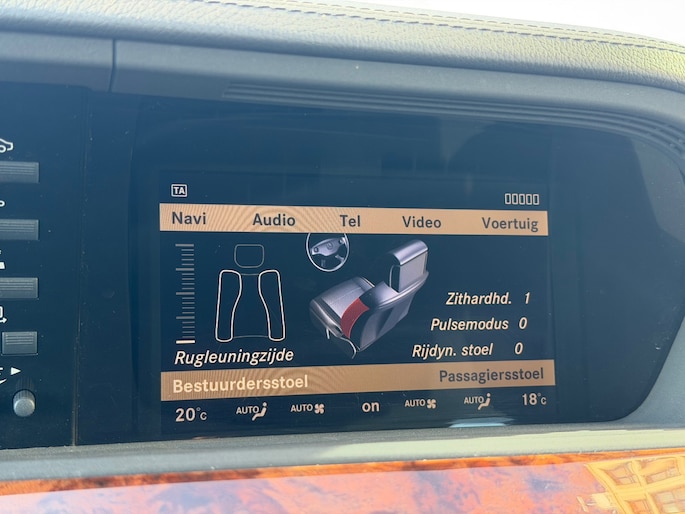 TA
Navi Audio Tel Video Voertuig
Zithardhd. 1
Pulsemodus 0
Rugleuningzijde Rijdyn. stoel 0
Bestuurdersstoel Passagiersstoel
20°C AUTO AUTO on AUTO AUTO 18°C